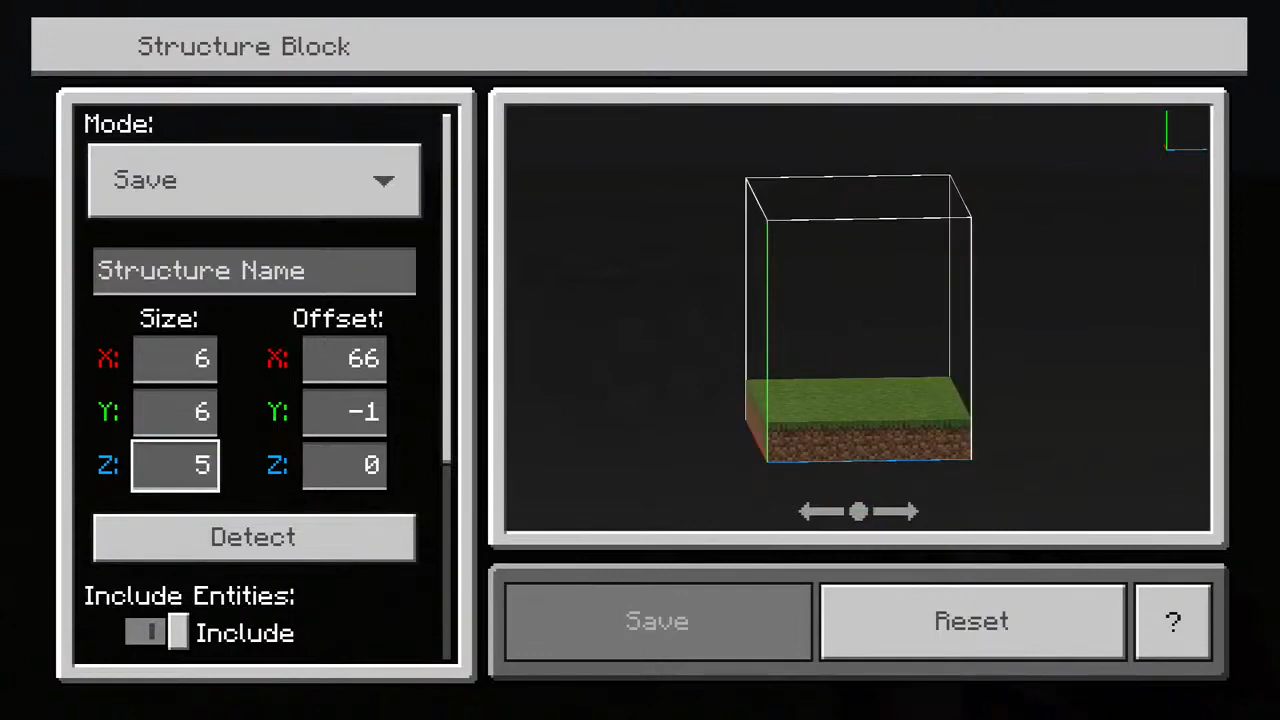 Structure Block
Mode:
Save
Structure Name
Size: Offset:
X: 6 X: 66
Y: 6 Y: -1
Z: 5 Z: 0
Detect
Include Entities:
Include
Save Reset ?